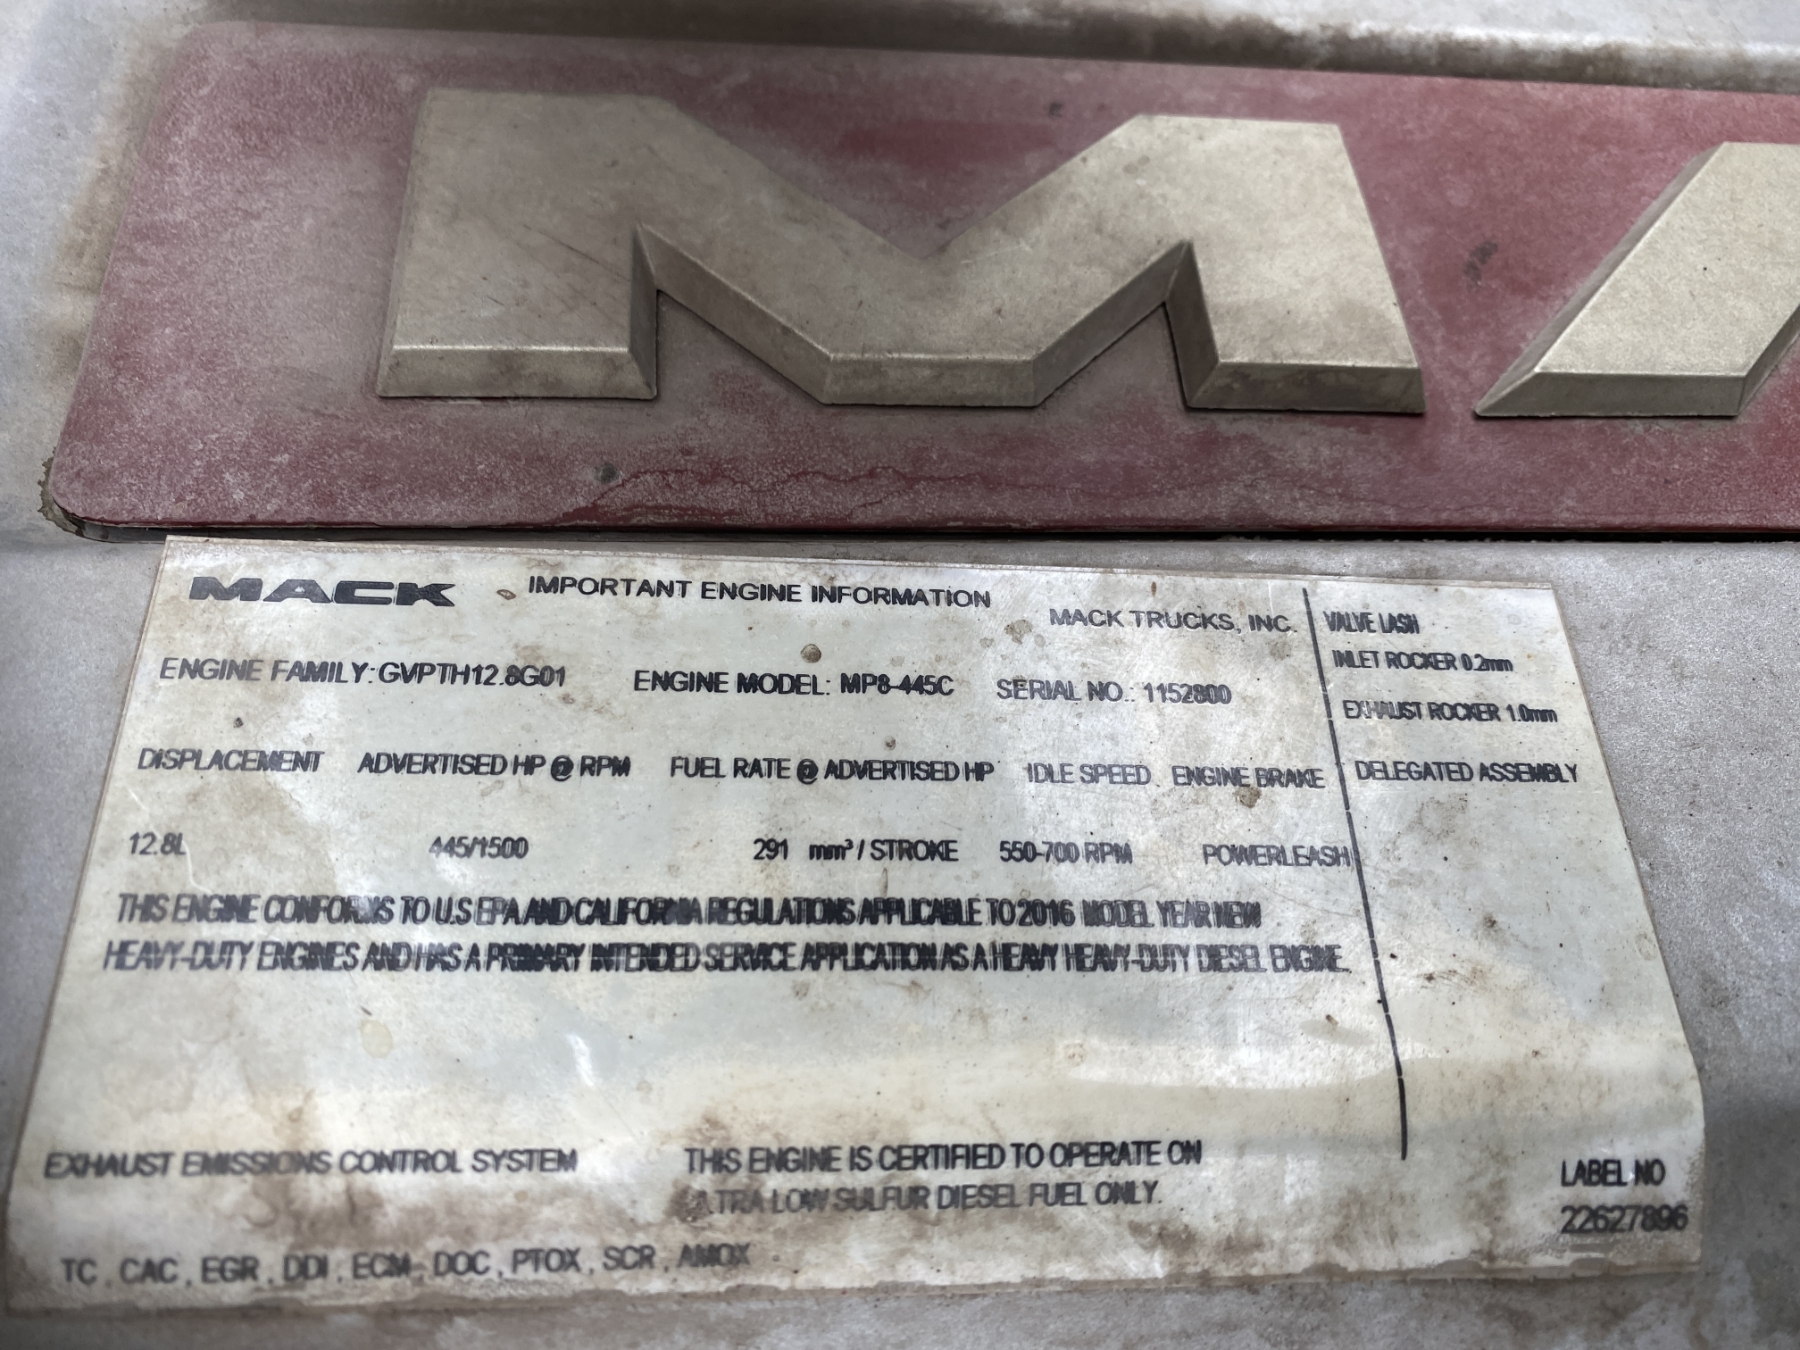 MA
MACK IMPORTANT ENGINE INFORMATION
MACK TRUCKS, INC.
ENGINE FAMILY: GVPTH12.8G01 ENGINE MODEL: MP8-445C SERIAL NO.: 1152800
DISPLACEMENT ADVERTISED HP @ RPM FUEL RATE @ ADVERTISED HP IDLE SPEED ENGINE BRAKE
12.8L 445/1500 291 mm³ / STROKE 550-700 RPM POWERLEASH
THIS ENGINE CONFORMS TO U.S EPA AND CALIFORNIA REGULATIONS APPLICABLE TO 2016 MODEL YEAR NEW
HEAVY-DUTY ENGINES AND HAS A PRIMARY INTENDED SERVICE APPLICATION AS A HEAVY HEAVY-DUTY DIESEL ENGINE.
VALVE LASH
INLET ROCKER 0.2mm
EXHAUST ROCKER 1.0mm
DELEGATED ASSEMBLY
EXHAUST EMISSIONS CONTROL SYSTEM
TC, CAC, EGR, DDI, ECM, DOC, PTOX, SCR, AMOX
THIS ENGINE IS CERTIFIED TO OPERATE ON
ULTRA LOW SULFUR DIESEL FUEL ONLY.
LABEL NO
22627896